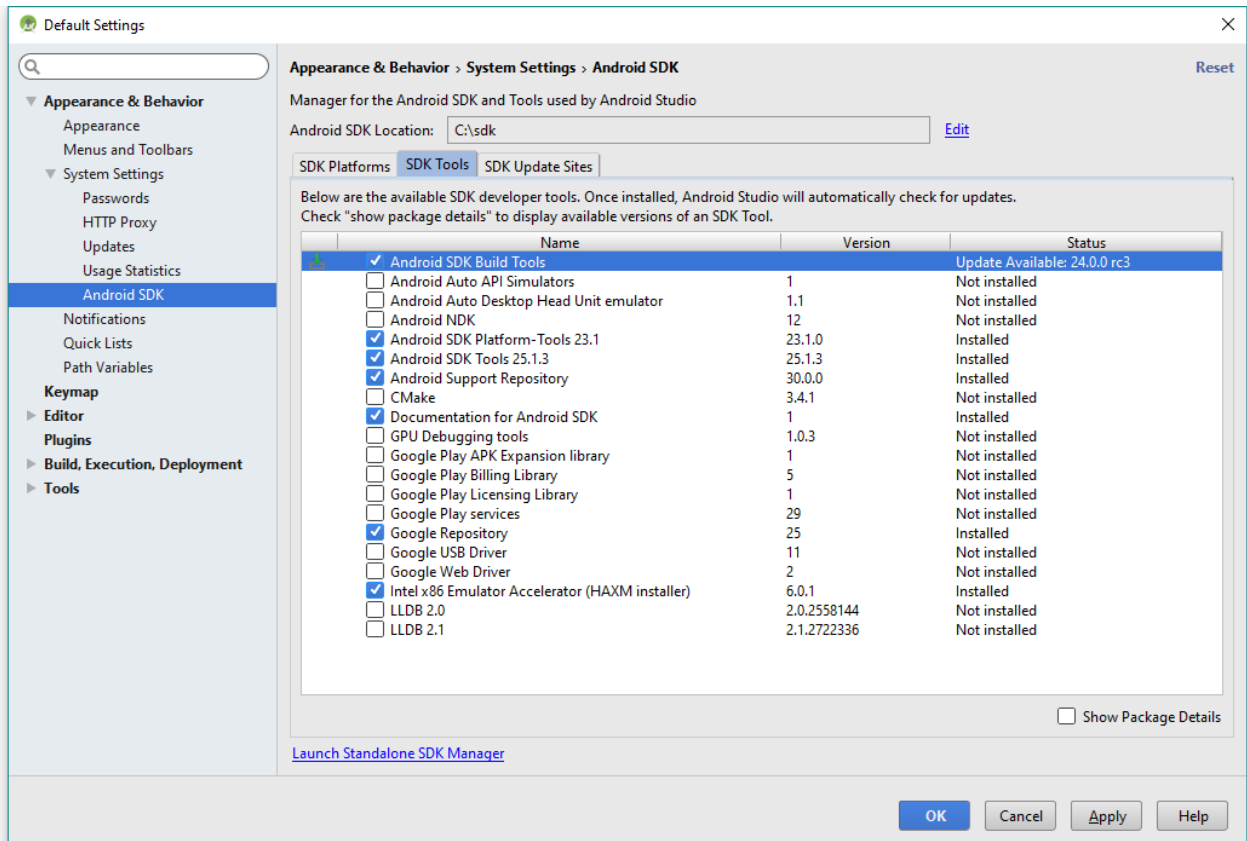 Default Settings
Appearance & Behavior › System Settings › Android SDK
Reset
Appearance & Behavior
Appearance
Menus and Toolbars
System Settings
Passwords
HTTP Proxy
Updates
Usage Statistics
Android SDK
Notifications
Quick Lists
Path Variables
Keymap
Editor
Plugins
Build, Execution, Deployment
Tools
Manager for the Android SDK and Tools used by Android Studio
Android SDK Location: C:\sdk Edit
SDK Platforms SDK Tools SDK Update Sites
Below are the available SDK developer tools. Once installed, Android Studio will automatically check for updates.
Check "show package details" to display available versions of an SDK Tool.
Name Version Status
Android SDK Build Tools Update Available: 24.0.0 rc3
Android Auto API Simulators 1 Not installed
Android Auto Desktop Head Unit emulator 1.1 Not installed
Android NDK 12 Not installed
Android SDK Platform-Tools 23.1 23.1.0 Installed
Android SDK Tools 25.1.3 25.1.3 Installed
Android Support Repository 30.0.0 Installed
CMake 3.4.1 Not installed
Documentation for Android SDK 1 Installed
GPU Debugging tools 1.0.3 Not installed
Google Play APK Expansion library 1 Not installed
Google Play Billing Library 5 Not installed
Google Play Licensing Library 1 Not installed
Google Play services 29 Not installed
Google Repository 25 Installed
Google USB Driver 11 Not installed
Google Web Driver 2 Not installed
Intel x86 Emulator Accelerator (HAXM installer) 6.0.1 Installed
LLDB 2.0 2.0.2558144 Not installed
LLDB 2.1 2.1.2722336 Not installed
Show Package Details
Launch Standalone SDK Manager
OK Cancel Apply Help